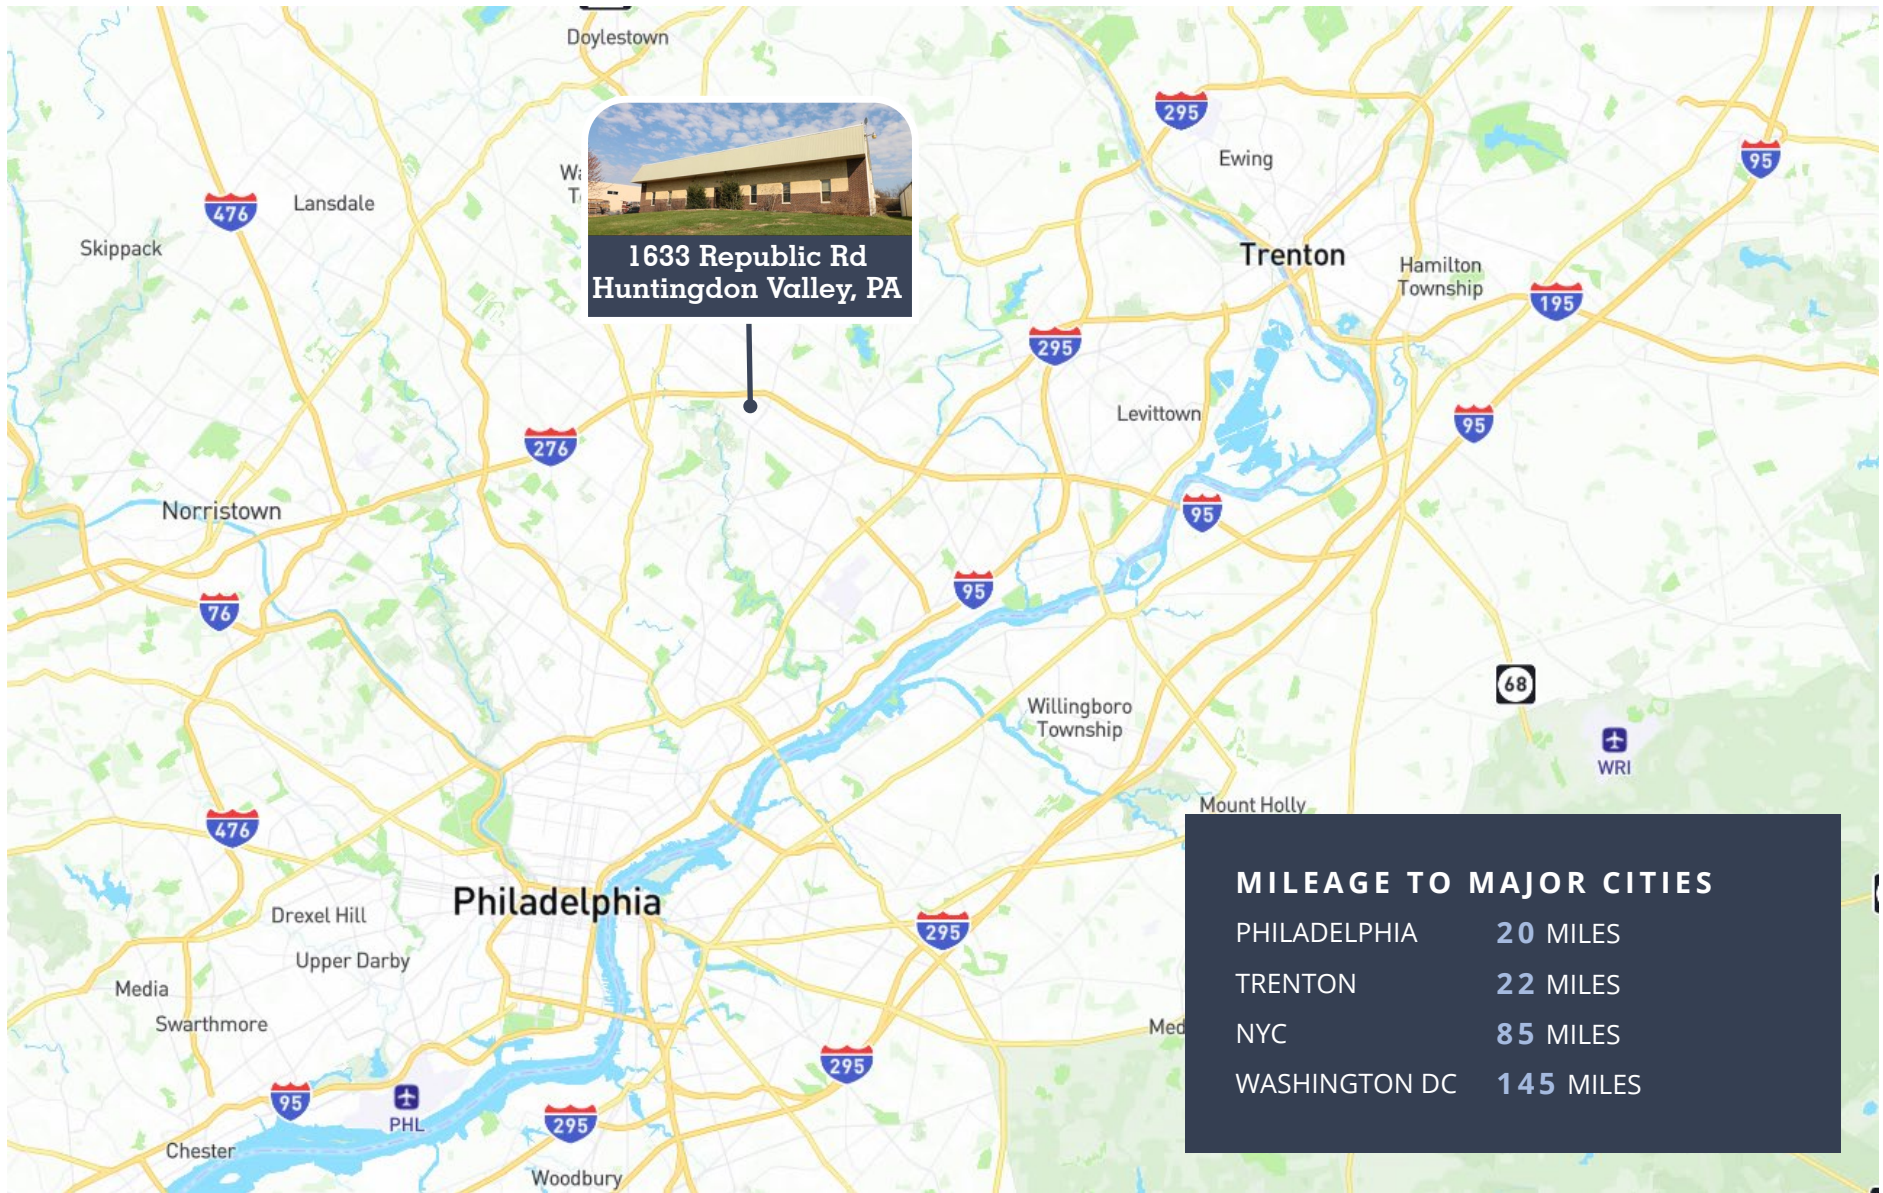 Doylestown
295
Ewing
95
476
Lansdale
Skippack
1633 Republic Rd
Huntingdon Valley, PA
Trenton
Hamilton
Township
195
295
Levittown
95
276
Norristown
95
95
76
68
Willingboro
Township
WRI
Mount Holly
476
Philadelphia
Drexel Hill
295
Upper Darby
Media
Swarthmore
295
95
PHL
295
Chester
Woodbury
MILEAGE TO MAJOR CITIES
PHILADELPHIA 20 MILES
TRENTON 22 MILES
NYC 85 MILES
WASHINGTON DC 145 MILES